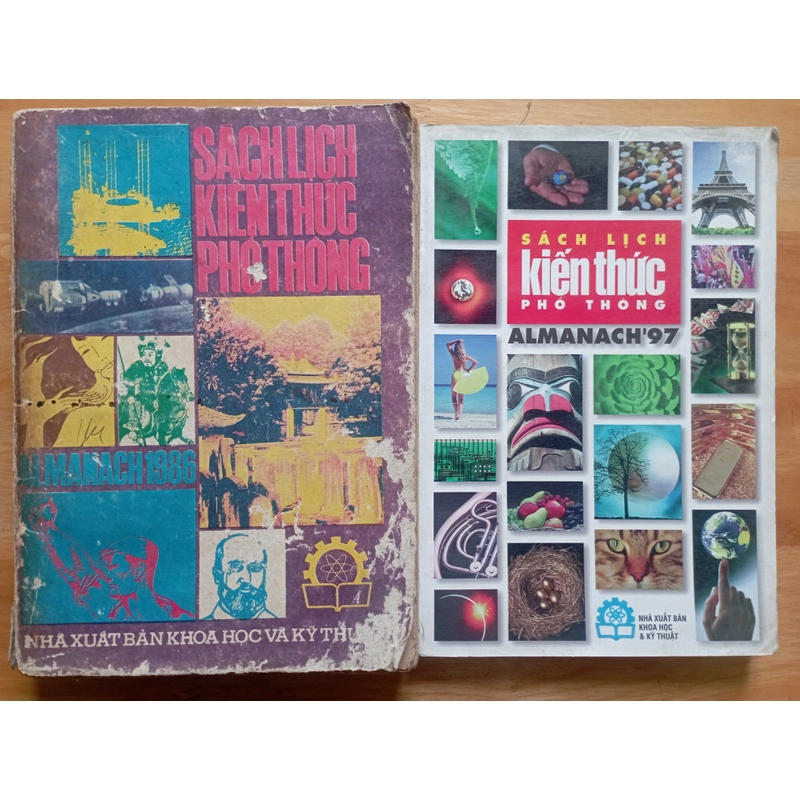 SÁCH LỊCH
KIẾN THỨC
PHỔ THÔNG
ALMANACH 1986
NHÀ XUẤT BẢN KHOA HỌC VÀ KỸ THU
SÁCH LỊCH
kiến thức
PHỔ THÔNG
ALMANACH'97
NHÀ XUẤT BẢN
KHOA HỌC
& KỸ THUẬT